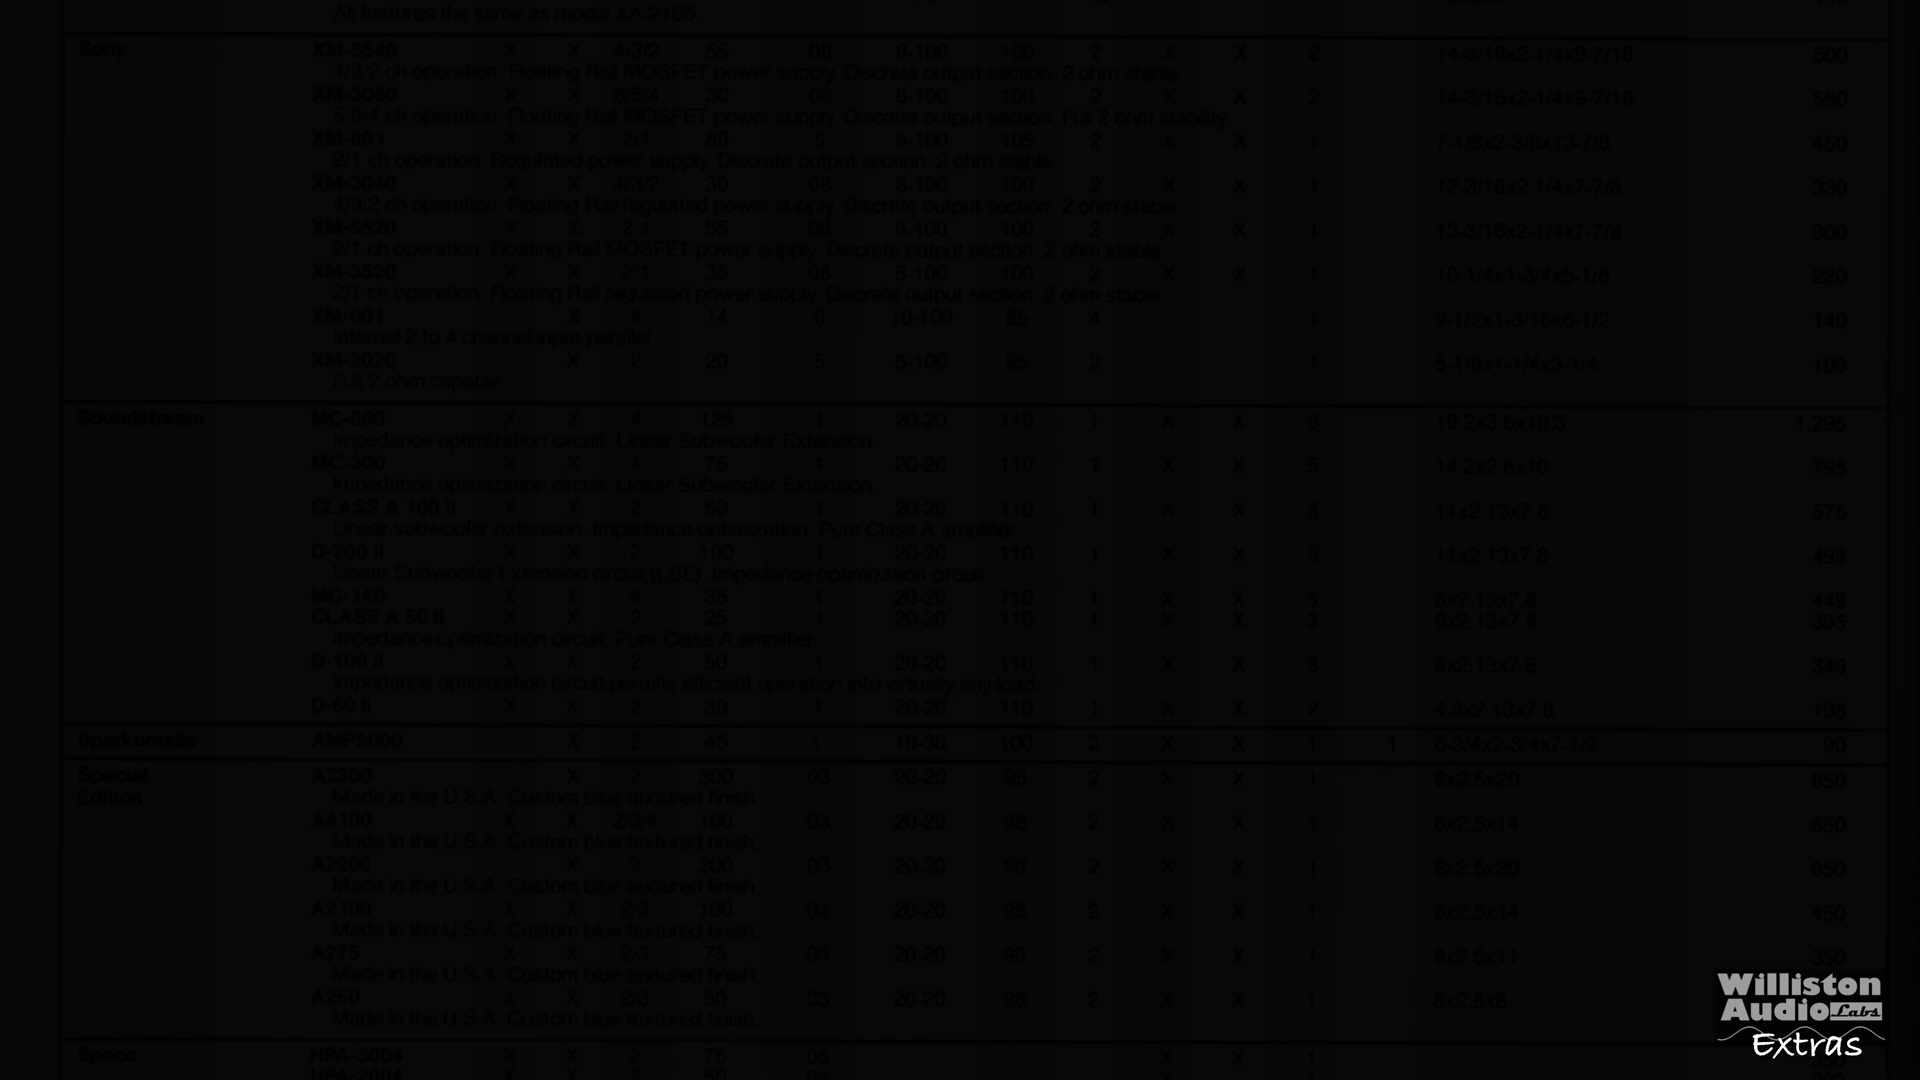 All features the same as model XA-2105.
Sony XM-5540 X X 4/3/2 55 .08 8-100 100 2 X X 2 14-3/16x2-1/4x9-7/16 600
4/3/2 ch operation. Floating Rail MOSFET power supply. Discrete output section. 2 ohm stable.
XM-3060 X X 6/5/4 30 .08 8-100 100 2 X X 2 14-3/16x2-1/4x9-7/16 550
6/5/4 ch operation. Floating Rail MOSFET power supply. Discrete output section. Full 2 ohm stability.
XM-801 X X 2/1 80 .5 8-100 105 2 X X 1 7-1/8x2-3/8x13-7/8 450
2/1 ch operation. Regulated power supply. Discrete output section. 2 ohm stable.
XM-3040 X X 4/3/2 30 .08 8-100 100 2 X X 1 12-3/16x2-1/4x7-7/8 330
4/3/2 ch operation. Floating Rail regulated power supply. Discrete output section. 2 ohm stable.
XM-5520 X X 2/1 55 .08 8-100 100 2 X X 1 12-3/16x2-1/4x7-7/8 300
2/1 ch operation. Floating Rail MOSFET power supply. Discrete output section. 2 ohm stable.
XM-3520 X X 2/1 35 .08 8-100 100 2 X X 1 10-1/4x1-3/4x5-1/8 220
2/1 ch operation. Floating Rail regulated power supply. Discrete output section. 2 ohm stable.
XM-601 X 4 14 .8 10-100 85 4 1 9-1/2x1-3/16x6-1/2 140
Internal 2 to 4 channel input parallel.
XM-2020 X 2 20 .5 8-100 95 2 1 5-1/8x1-1/4x3-1/4 100
Full 2 ohm capable.
Soundstream MC-500 X X 4 125 .1 20-20 110 1 X X 6 19.2x3.6x10.3 1,295
Impedance optimization circuit. Linear Subwoofer Extension.
MC-300 X X 4 75 .1 20-20 110 1 X X 5 14.2x2.6x10 795
Impedance optimization circuit. Linear Subwoofer Extension.
CLASS A 100 II X X 2 50 .1 20-20 110 1 X X 3 11x2.13x7.8 575
Linear subwoofer extension. Impedance optimization. Pure Class A amplifier.
D-200 II X X 2 100 .1 20-20 110 1 X X 3 11x2.13x7.8 499
Linear Subwoofer Extension circuit (LSE). Impedance optimization circuit.
MC-140 X X 4 35 .1 20-20 110 1 X X 5 8x2.13x7.8 449
CLASS A 50 II X X 2 25 .1 20-20 110 1 X X 3 6x2.13x7.8 395
Impedance optimization circuit. Pure Class A amplifier.
D-100 II X X 2 50 .1 20-20 110 1 X X 3 6x2.13x7.8 349
Impedance optimization circuit permits efficient operation into virtually any load.
D-60 II X X 2 30 .1 20-20 110 1 X X 2 4.3x2.13x7.8 198
Sparkomatic AMP8000 X 2 45 1 10-30 100 2 X X 1 1 6-3/4x2-3/4x7-1/2 90
Special Edition A2300 X 2 300 .03 20-20 98 2 X X 1 8x2.5x20 850
Made in the U.S.A. Custom blue textured finish.
A4100 X X 2/3/4 100 .03 20-20 98 2 X X 1 8x2.5x14 650
Made in the U.S.A. Custom blue textured finish.
A2200 X 2 200 .03 20-20 98 2 X X 1 8x2.5x20 650
Made in the U.S.A. Custom blue textured finish.
A2100 X X 2/3 100 .03 20-20 98 2 X X 1 8x2.5x14 450
Made in the U.S.A. Custom blue textured finish.
A275 X X 2/3 75 .03 20-20 98 2 X X 1 8x2.5x11 350
Made in the U.S.A. Custom blue textured finish.
A250 X X 2/3 50 .03 20-20 98 2 X X 1 8x2.5x8
Made in the U.S.A. Custom blue textured finish.
Speco HPA-3004 X X 2 75 .05 X X 1
HPA-2004 X X 2 50 .05 X
Williston
Audio Labs
Extras